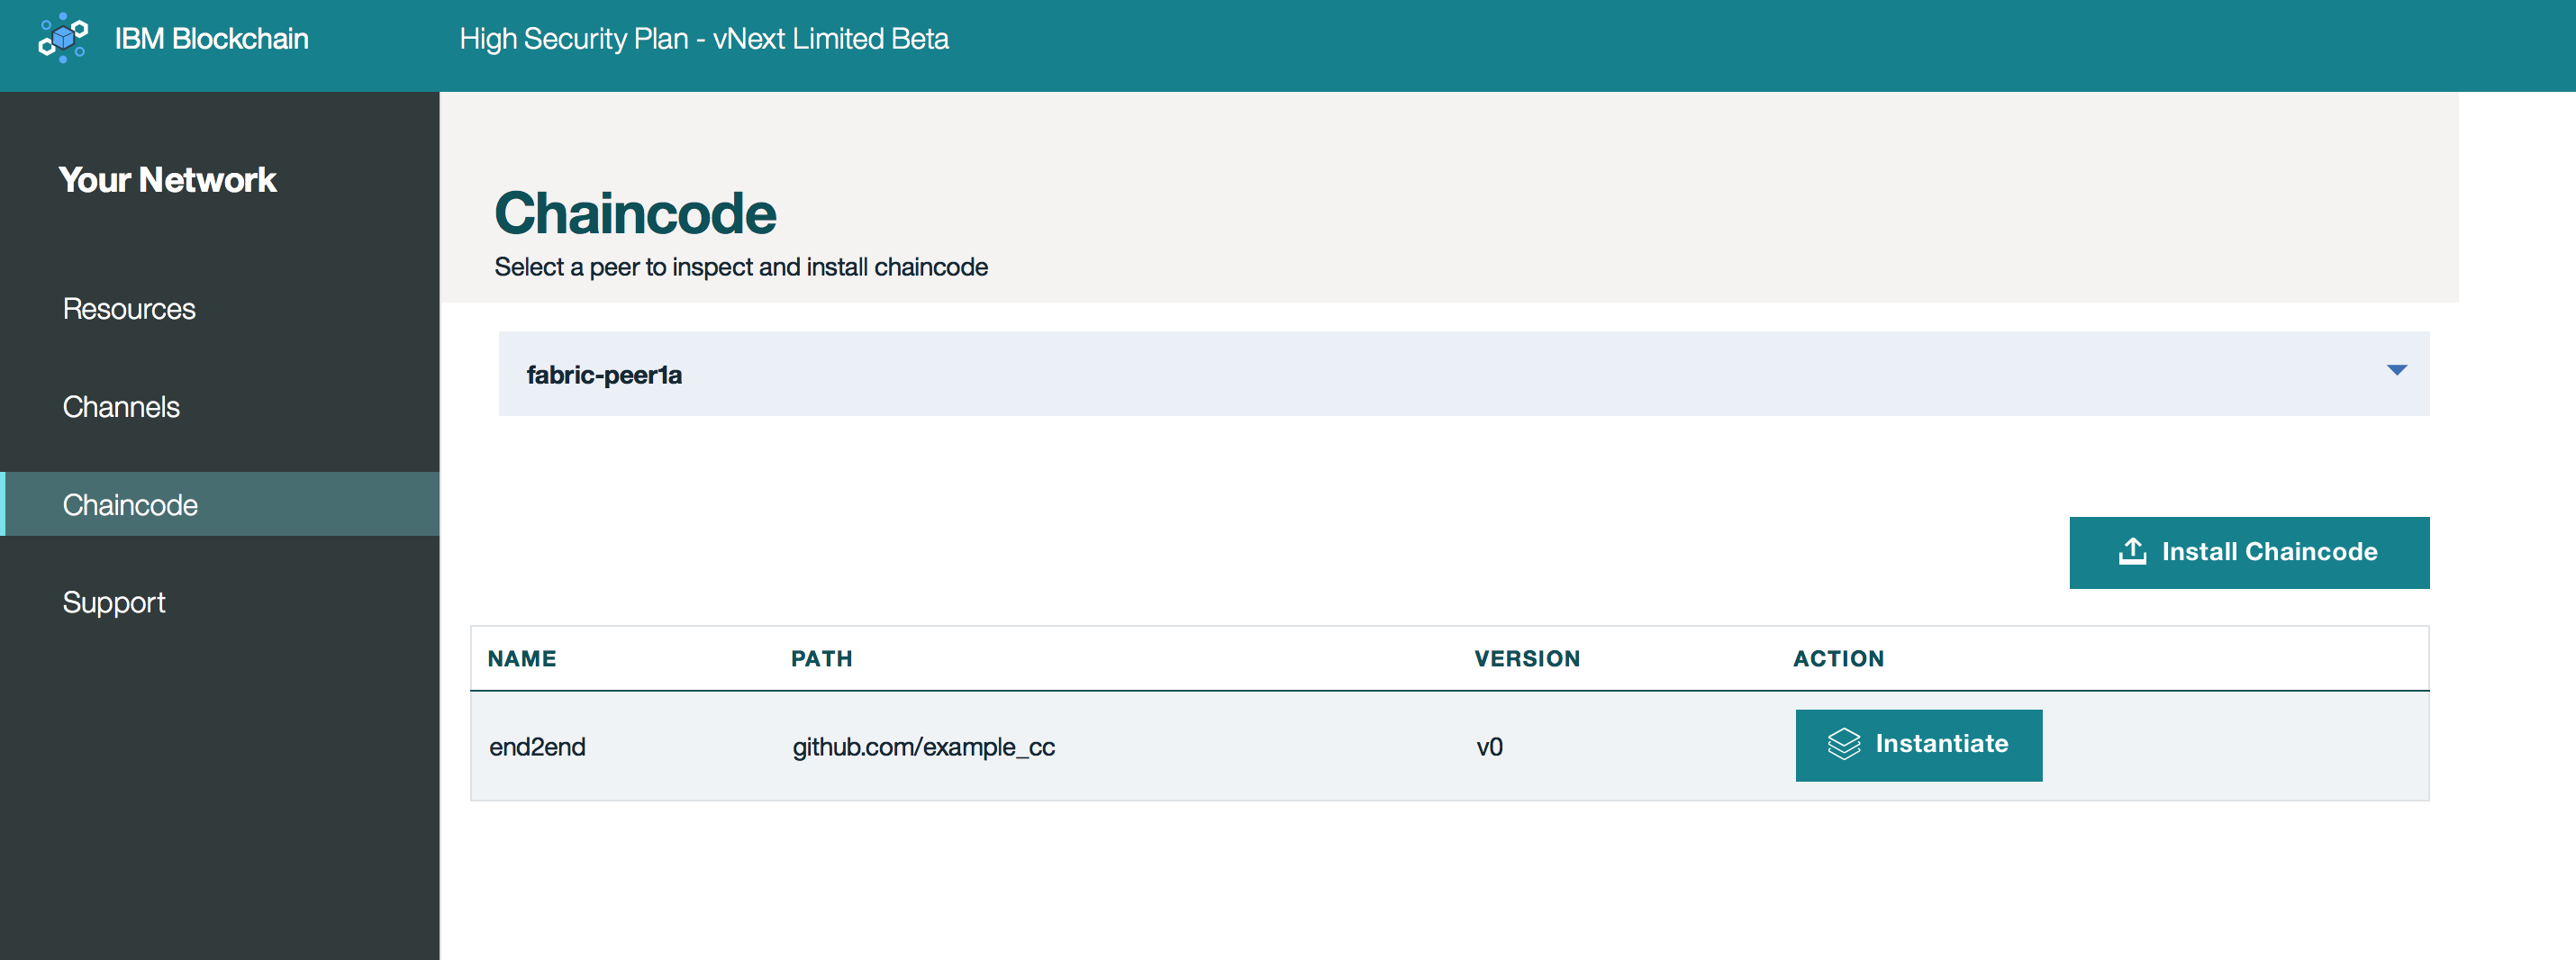 IBM Blockchain
High Security Plan - vNext Limited Beta
Your Network
Resources
Channels
Chaincode
Support
Chaincode
Select a peer to inspect and install chaincode
fabric-peer1a
Install Chaincode
NAME PATH VERSION ACTION
end2end github.com/example_cc v0 Instantiate